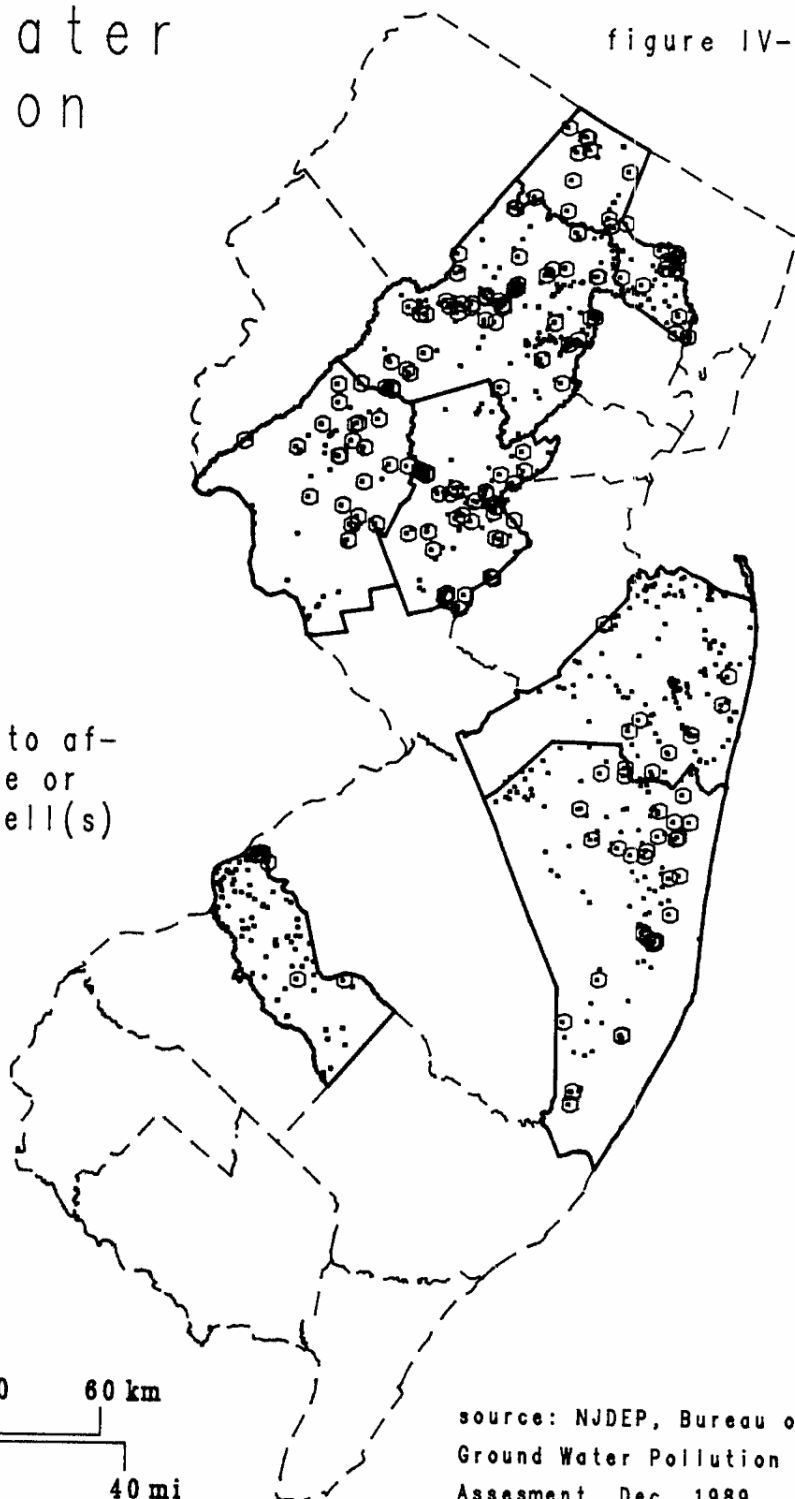 ater
figure IV-
on
to af-
e or
ell(s)
0 60 km
40 mi
source: NJDEP, Bureau o
Ground Water Pollution
Assesment, Dec. 1989